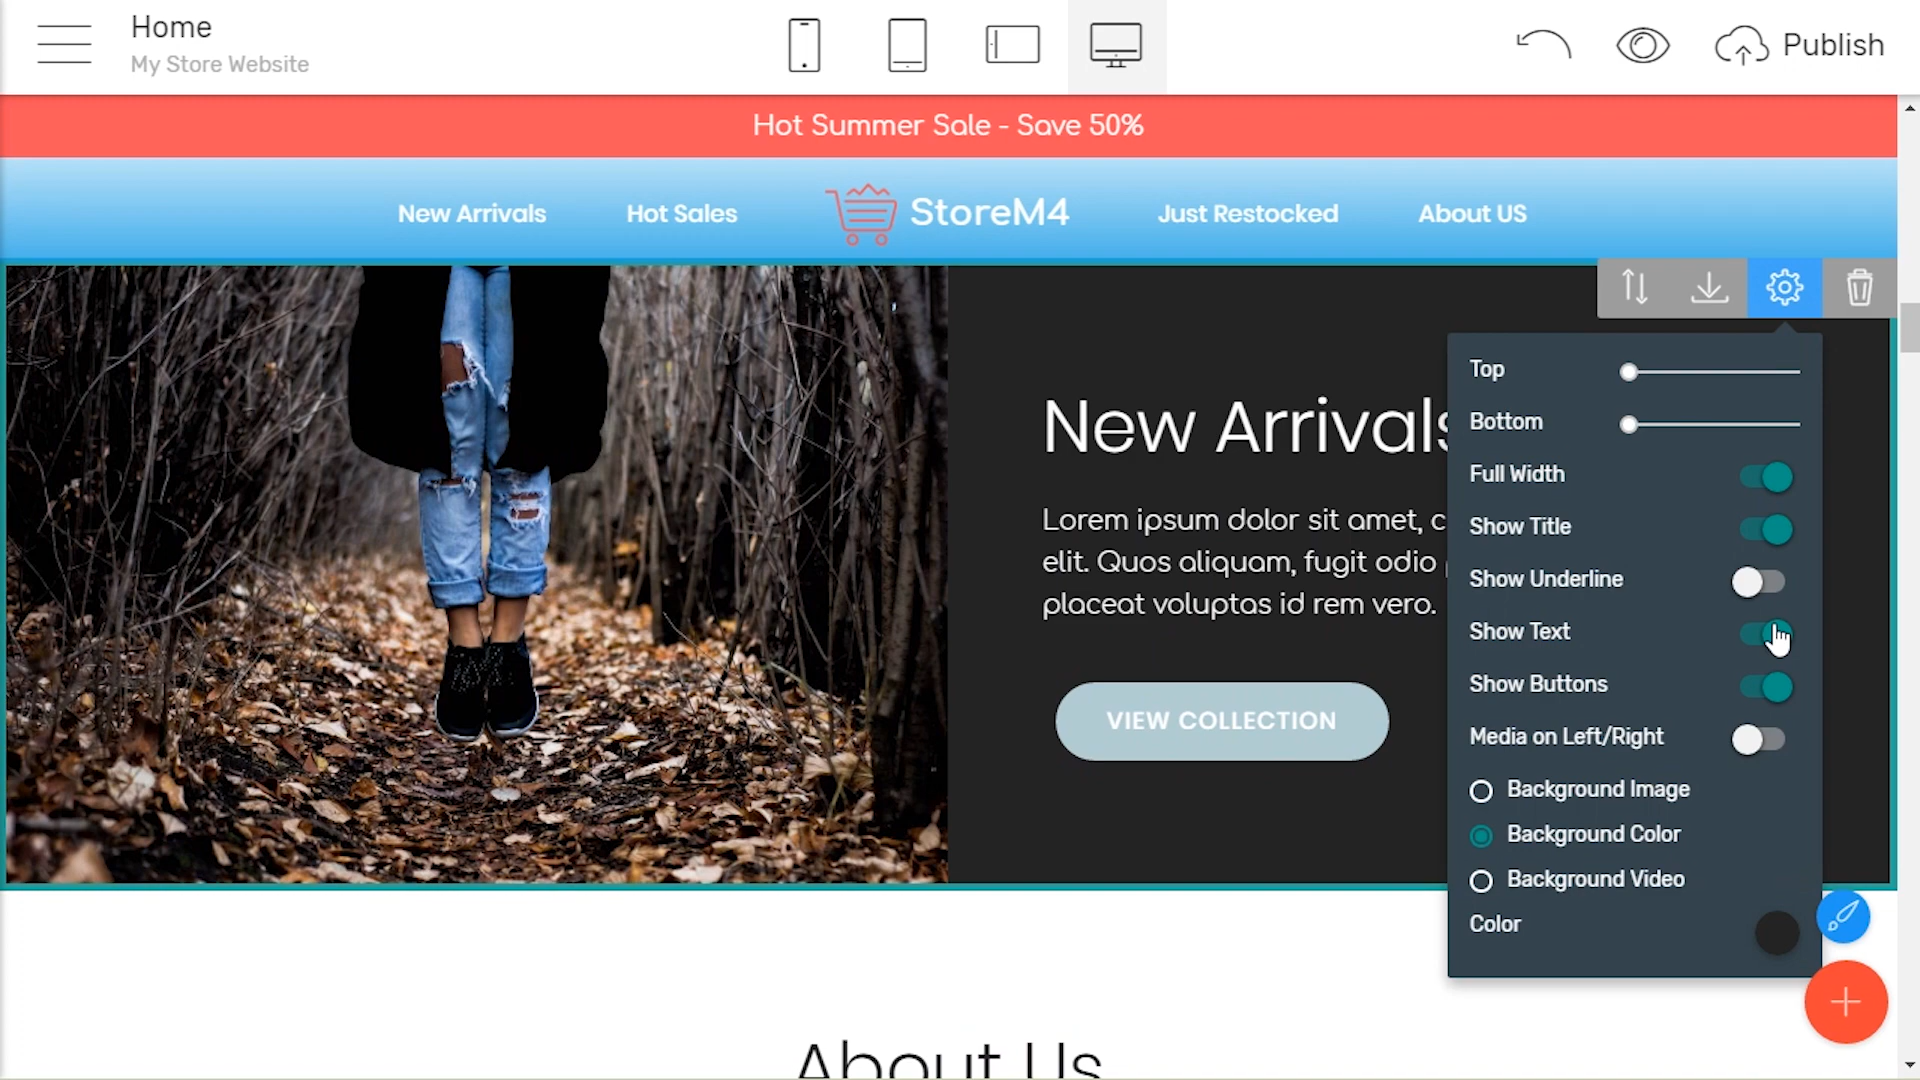 Home
My Store Website
Publish
Hot Summer Sale - Save 50%
New Arrivals
Hot Sales
StoreM4
Just Restocked
About US
New Arrivals
Lorem ipsum dolor sit amet, c
elit. Quos aliquam, fugit odio
placeat voluptas id rem vero.
VIEW COLLECTION
Top
Bottom
Full Width
Show Title
Show Underline
Show Text
Show Buttons
Media on Left/Right
Background Image
Background Color
Background Video
Color
About Us